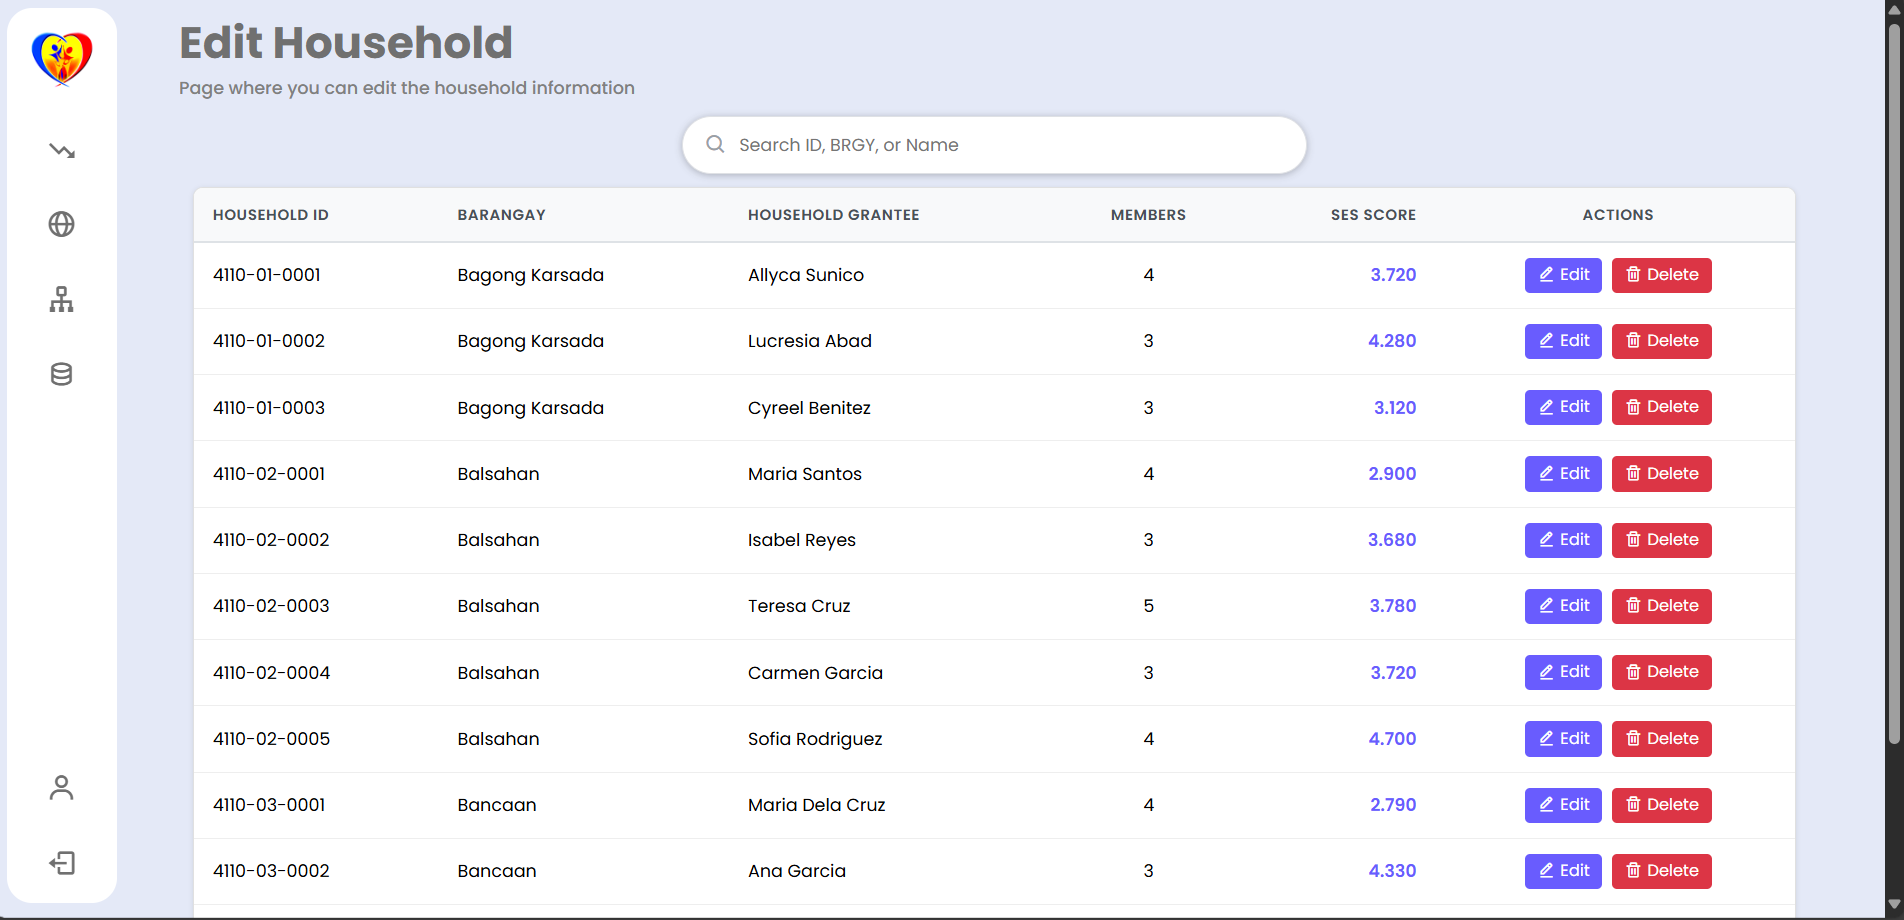 Edit Household
Page where you can edit the household information
Search ID, BRGY, or Name
HOUSEHOLD ID BARANGAY HOUSEHOLD GRANTEE MEMBERS SES SCORE ACTIONS
4110-01-0001 Bagong Karsada Allyca Sunico 4 3.720 Edit Delete
4110-01-0002 Bagong Karsada Lucresia Abad 3 4.280 Edit Delete
4110-01-0003 Bagong Karsada Cyreel Benitez 3 3.120 Edit Delete
4110-02-0001 Balsahan Maria Santos 4 2.900 Edit Delete
4110-02-0002 Balsahan Isabel Reyes 3 3.680 Edit Delete
4110-02-0003 Balsahan Teresa Cruz 5 3.780 Edit Delete
4110-02-0004 Balsahan Carmen Garcia 3 3.720 Edit Delete
4110-02-0005 Balsahan Sofia Rodriguez 4 4.700 Edit Delete
4110-03-0001 Bancaan Maria Dela Cruz 4 2.790 Edit Delete
4110-03-0002 Bancaan Ana Garcia 3 4.330 Edit Delete